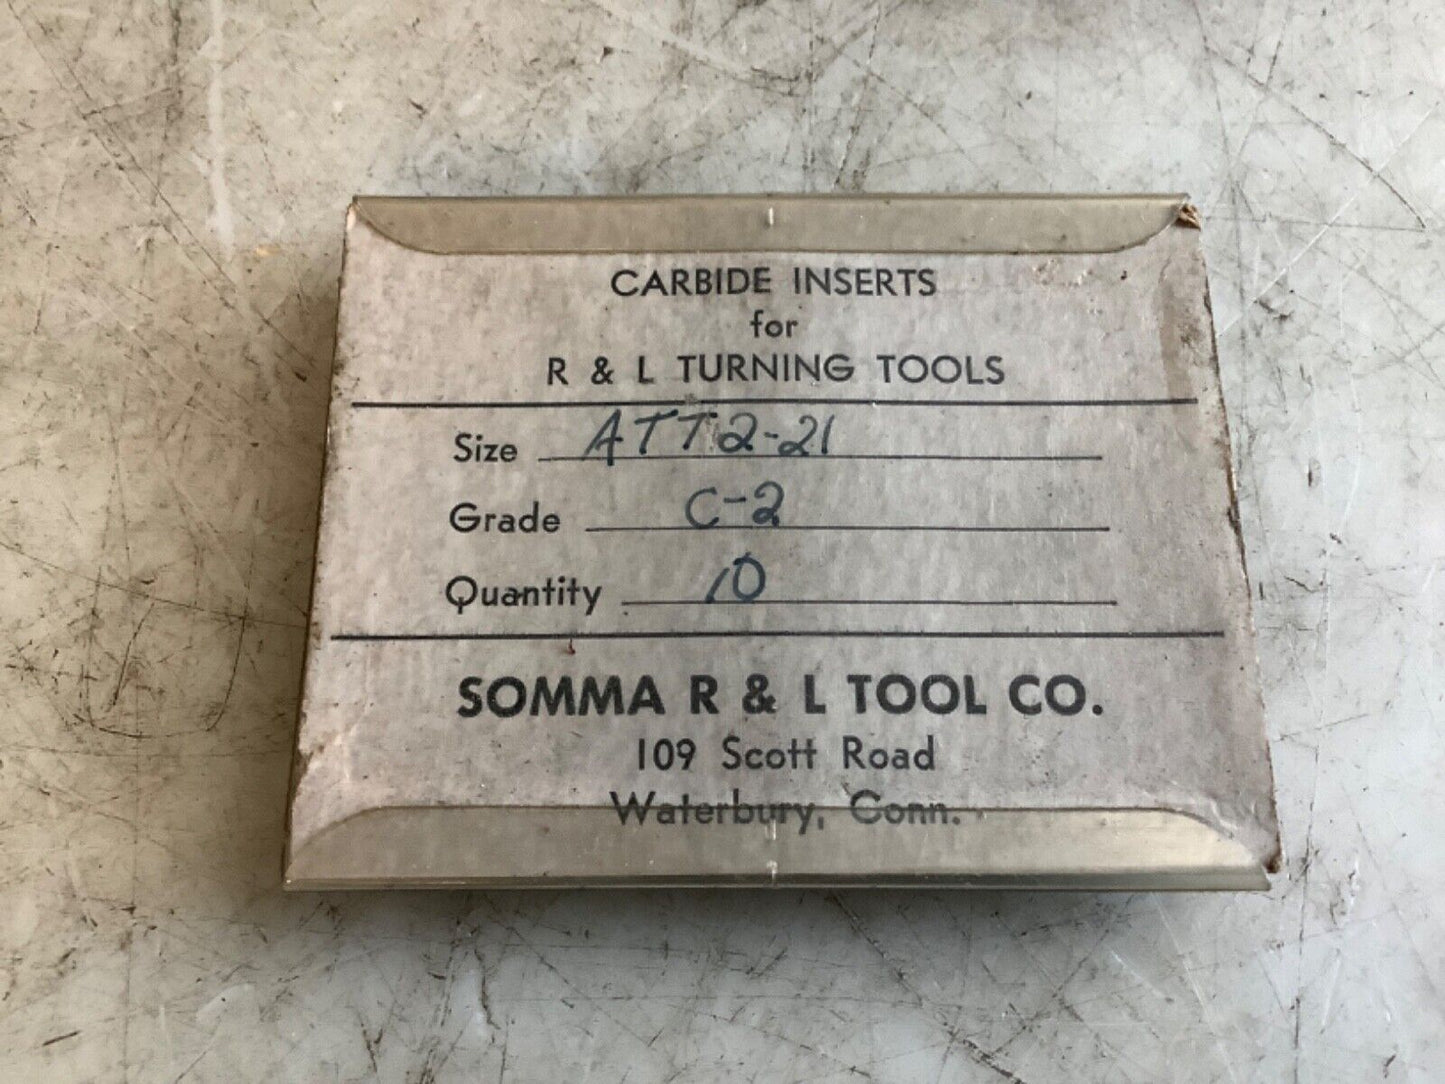 CARBIDE INSERTS
for
R & L TURNING TOOLS
Size ATT2-21
Grade C-2
Quantity 10
SOMMA R & L TOOL CO.
109 Scott Road
Waterbury, Conn.